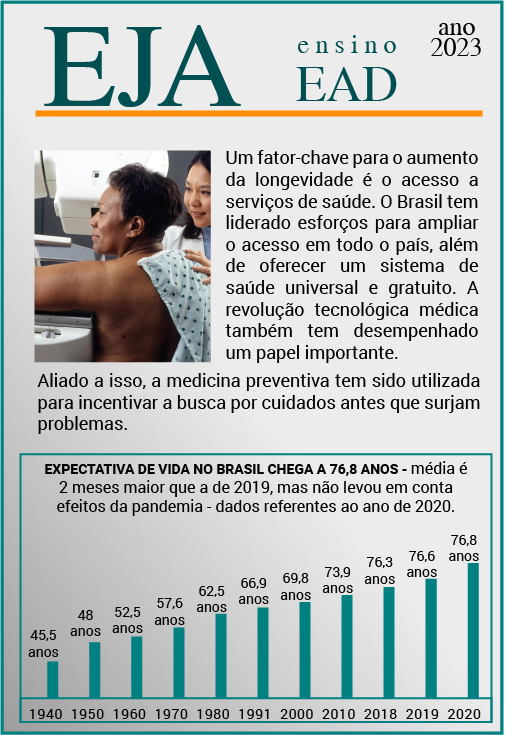 EJA
ensino
EAD
ano
2023
Um fator-chave para o aumento
da longevidade é o acesso a
serviços de saúde. O Brasil tem
liderado esforços para ampliar
o acesso em todo o país, além
de oferecer um sistema de
saúde universal e gratuito. A
revolução tecnológica médica
também tem desempenhado
um papel importante.
Aliado a isso, a medicina preventiva tem sido utilizada
para incentivar a busca por cuidados antes que surjam
problemas.
EXPECTATIVA DE VIDA NO BRASIL CHEGA A 76,8 ANOS - média é
2 meses maior que a de 2019, mas não levou em conta
efeitos da pandemia - dados referentes ao ano de 2020.
45,5
anos
48
anos
52,5
anos
57,6
anos
62,5
anos
66,9
anos
69,8
anos
73,9
anos
76,3
anos
76,6
anos
76,8
anos
1940 1950 1960 1970 1980 1991 2000 2010 2018 2019 2020